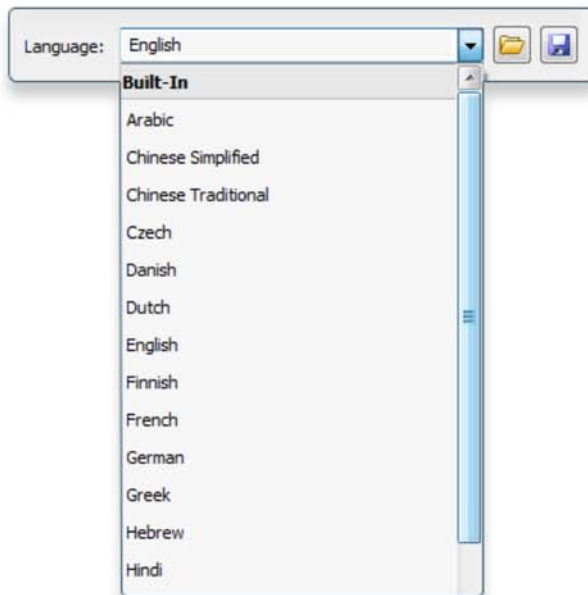 Language: English
Built-In
Arabic
Chinese Simplified
Chinese Traditional
Czech
Danish
Dutch
English
Finnish
French
German
Greek
Hebrew
Hindi